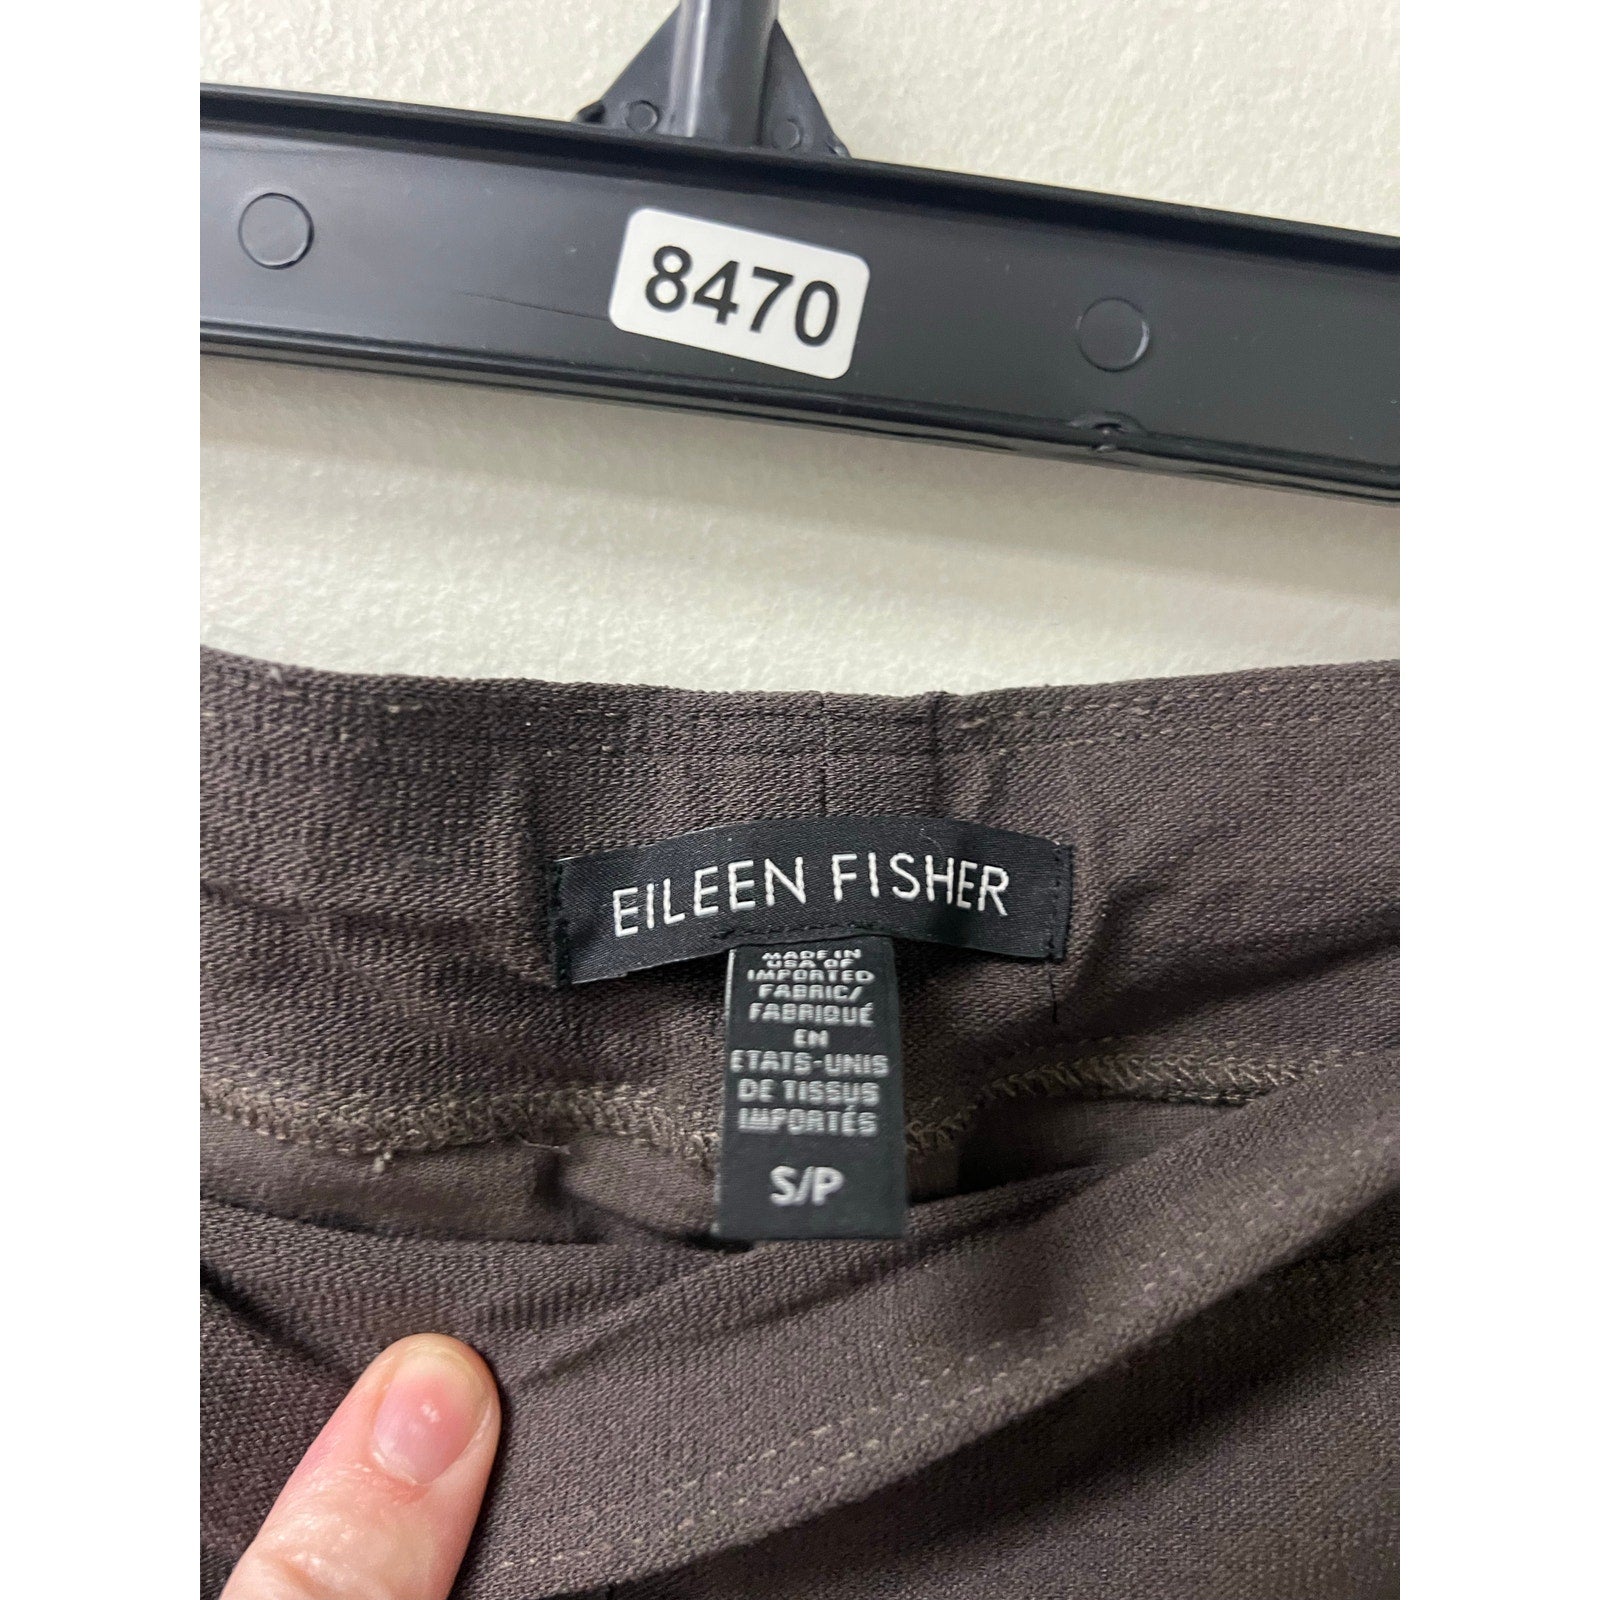 8470
EILEEN FISHER
MADE IN
USA OF
IMPORTED
FABRIC/
FABRIQUÉ
EN
ETATS-UNIS
DE TISSUS
IMPORTÉS
S/P